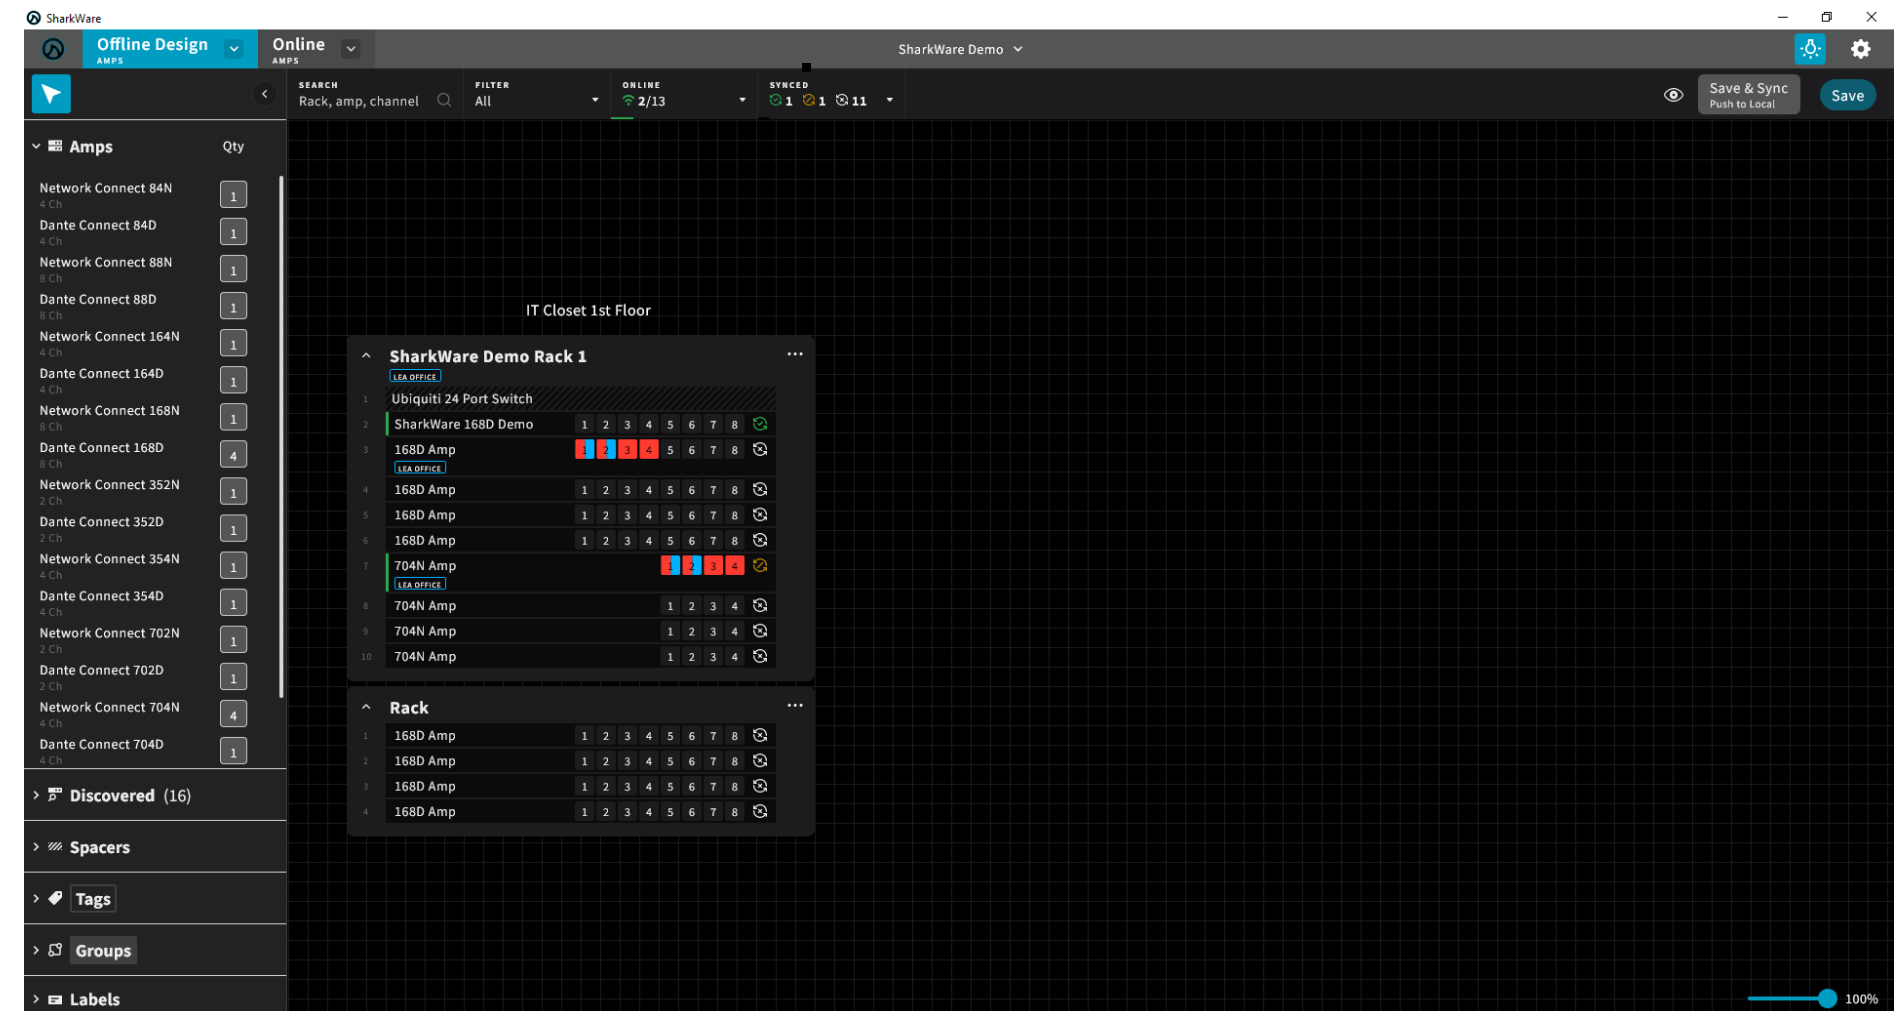 SharkWare
Offline Design
AMPS
Online
AMPS
SharkWare Demo
SEARCH
Rack, amp, channel
FILTER
All
ONLINE
2/13
SYNCED
1 1 11
Save & Sync
Push to Local
Save
Amps Qty
Network Connect 84N 1
4 Ch
Dante Connect 84D 1
4 Ch
Network Connect 88N 1
8 Ch
Dante Connect 88D 1
8 Ch
Network Connect 164N 1
4 Ch
Dante Connect 164D 1
4 Ch
Network Connect 168N 1
8 Ch
Dante Connect 168D 4
8 Ch
Network Connect 352N 1
2 Ch
Dante Connect 352D 1
2 Ch
Network Connect 354N 1
4 Ch
Dante Connect 354D 1
4 Ch
Network Connect 702N 1
2 Ch
Dante Connect 702D 1
2 Ch
Network Connect 704N 4
4 Ch
Dante Connect 704D 1
4 Ch
Discovered (16)
Spacers
Tags
Groups
Labels
IT Closet 1st Floor
SharkWare Demo Rack 1
LEA OFFICE
1 Ubiquiti 24 Port Switch
2 SharkWare 168D Demo 1 2 3 4 5 6 7 8
3 168D Amp 1 2 3 4 5 6 7 8
LEA OFFICE
4 168D Amp 1 2 3 4 5 6 7 8
5 168D Amp 1 2 3 4 5 6 7 8
6 168D Amp 1 2 3 4 5 6 7 8
7 704N Amp 1 2 3 4
LEA OFFICE
8 704N Amp 1 2 3 4
9 704N Amp 1 2 3 4
10 704N Amp 1 2 3 4
Rack
1 168D Amp 1 2 3 4 5 6 7 8
2 168D Amp 1 2 3 4 5 6 7 8
3 168D Amp 1 2 3 4 5 6 7 8
4 168D Amp 1 2 3 4 5 6 7 8
100%